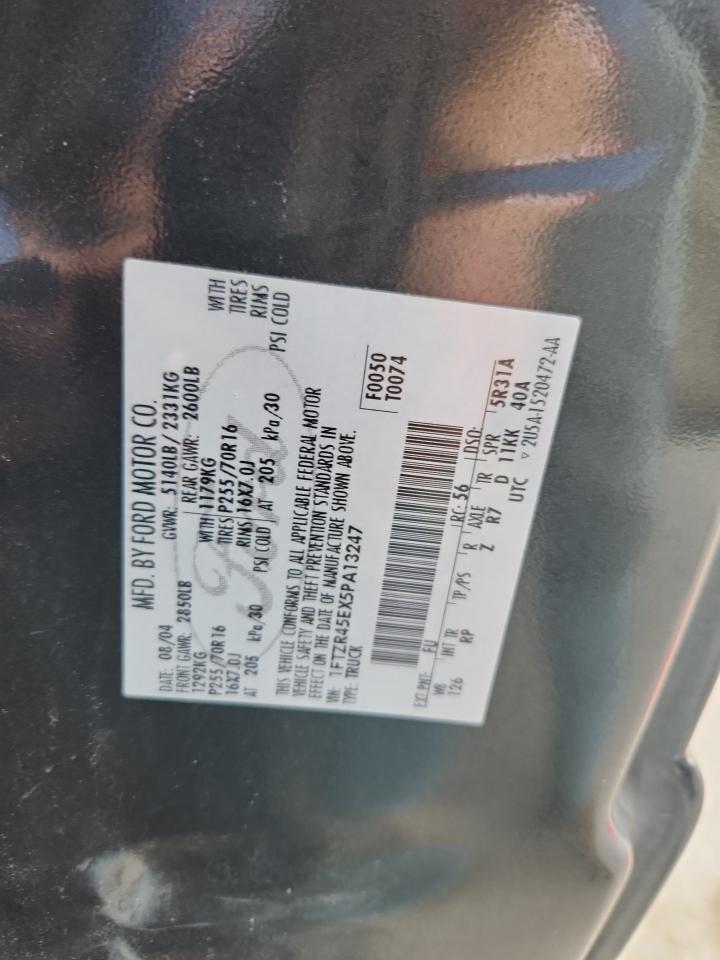 MFD. BY FORD MOTOR CO.
DATE: 08/04 GVWR: 5140LB/ 2331KG
FRONT GAWR: 2850LB REAR GAWR: 2600LB
1292KG WITH 1179KG WITH
P255/70R16 TIRES P255/70R16 TIRES
16X7.0J RIMS 16X7.0J RIMS
AT 205 kPa/30 PSI COLD AT 205 kPa/30 PSI COLD
THIS VEHICLE CONFORMS TO ALL APPLICABLE FEDERAL MOTOR
VEHICLE SAFETY AND THEFT PREVENTION STANDARDS IN
EFFECT ON THE DATE OF MANUFACTURE SHOWN ABOVE.
VIN: 1FTZR45EX5PA13247
TYPE: TRUCK
F0050
T0074
EXT PNT: FU RC: 56 DSO:
WB INT TR TP/PS R AXLE TR SPR
126 RP Z R7 D 11KK 5R31A
UTC 40A
▽ 2U5A-1520472-AA
Ford